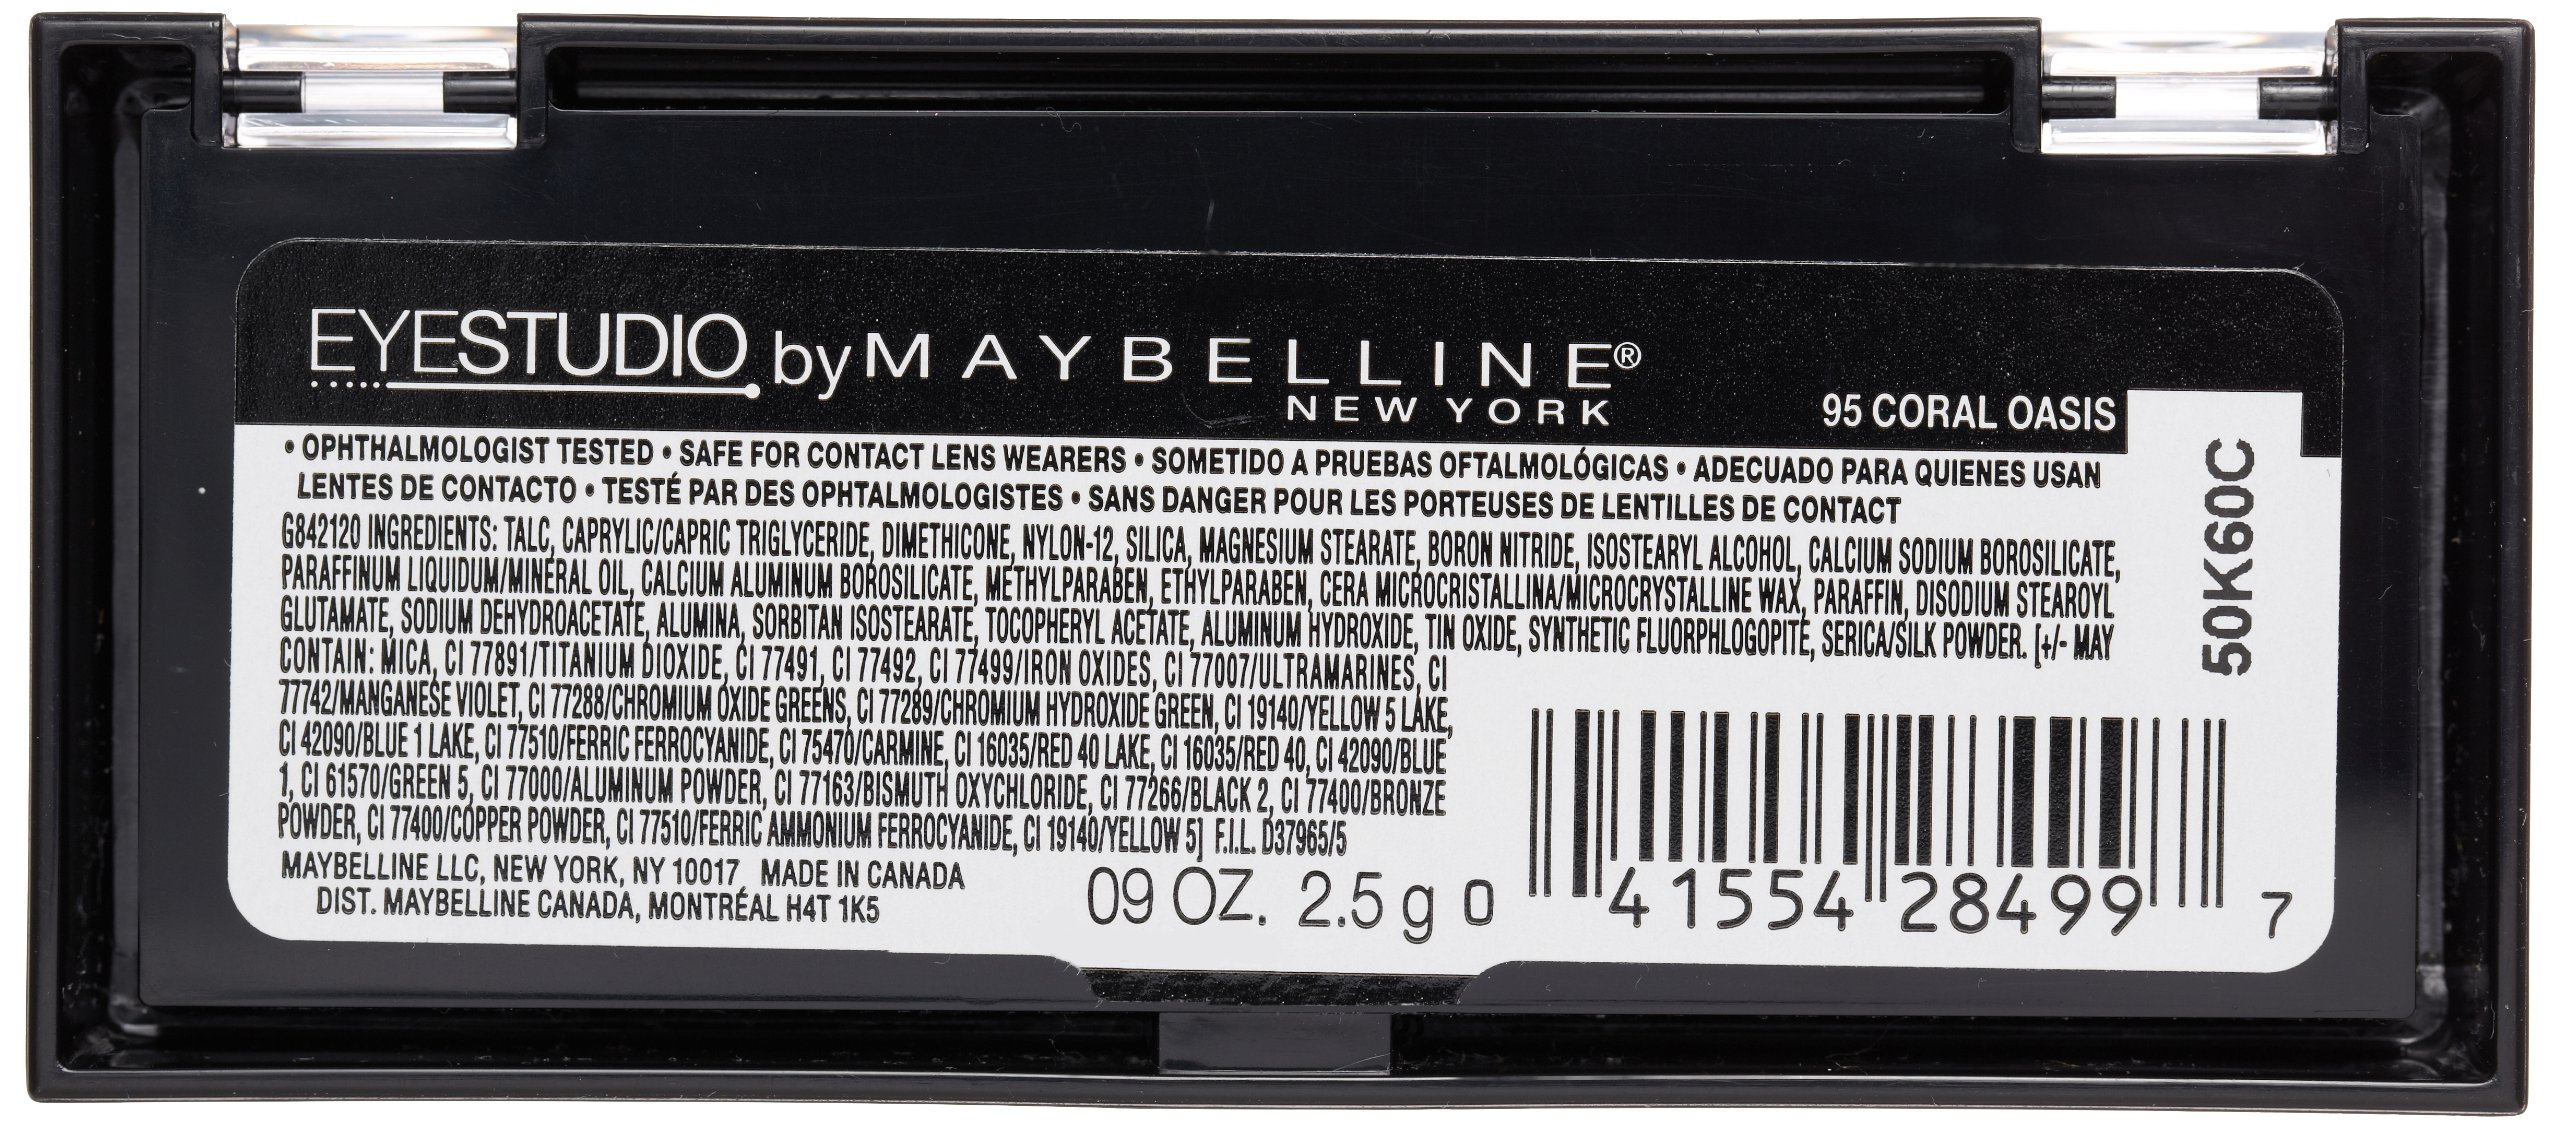 EYESTUDIO by MAYBELLINE®
NEW YORK
95 CORAL OASIS
• OPHTHALMOLOGIST TESTED • SAFE FOR CONTACT LENS WEARERS • SOMETIDO A PRUEBAS OFTALMOLÓGICAS • ADECUADO PARA QUIENES USAN
LENTES DE CONTACTO • TESTÉ PAR DES OPHTALMOLOGISTES • SANS DANGER POUR LES PORTEUSES DE LENTILLES DE CONTACT
G842120 INGREDIENTS: TALC, CAPRYLIC/CAPRIC TRIGLYCERIDE, DIMETHICONE, NYLON-12, SILICA, MAGNESIUM STEARATE, BORON NITRIDE, ISOSTEARYL ALCOHOL, CALCIUM SODIUM BOROSILICATE,
PARAFFINUM LIQUIDUM/MINERAL OIL, CALCIUM ALUMINUM BOROSILICATE, METHYLPARABEN, ETHYLPARABEN, CERA MICROCRISTALLINA/MICROCRYSTALLINE WAX, PARAFFIN, DISODIUM STEAROYL
GLUTAMATE, SODIUM DEHYDROACETATE, ALUMINA, SORBITAN ISOSTEARATE, TOCOPHERYL ACETATE, ALUMINUM HYDROXIDE, TIN OXIDE, SYNTHETIC FLUORPHLOGOPITE, SERICA/SILK POWDER. [+/- MAY
CONTAIN: MICA, CI 77891/TITANIUM DIOXIDE, CI 77491, CI 77492, CI 77499/IRON OXIDES, CI 77007/ULTRAMARINES, CI
77742/MANGANESE VIOLET, CI 77288/CHROMIUM OXIDE GREENS, CI 77289/CHROMIUM HYDROXIDE GREEN, CI 19140/YELLOW 5 LAKE,
CI 42090/BLUE 1 LAKE, CI 77510/FERRIC FERROCYANIDE, CI 75470/CARMINE, CI 16035/RED 40 LAKE, CI 16035/RED 40, CI 42090/BLUE
1, CI 61570/GREEN 5, CI 77000/ALUMINUM POWDER, CI 77163/BISMUTH OXYCHLORIDE, CI 77266/BLACK 2, CI 77400/BRONZE
POWDER, CI 77400/COPPER POWDER, CI 77510/FERRIC AMMONIUM FERROCYANIDE, CI 19140/YELLOW 5] F.I.L. D37965/5
MAYBELLINE LLC, NEW YORK, NY 10017 MADE IN CANADA
DIST. MAYBELLINE CANADA, MONTRÉAL H4T 1K5
09 OZ. 2.5 g
0 41554 28499 7
50K60C